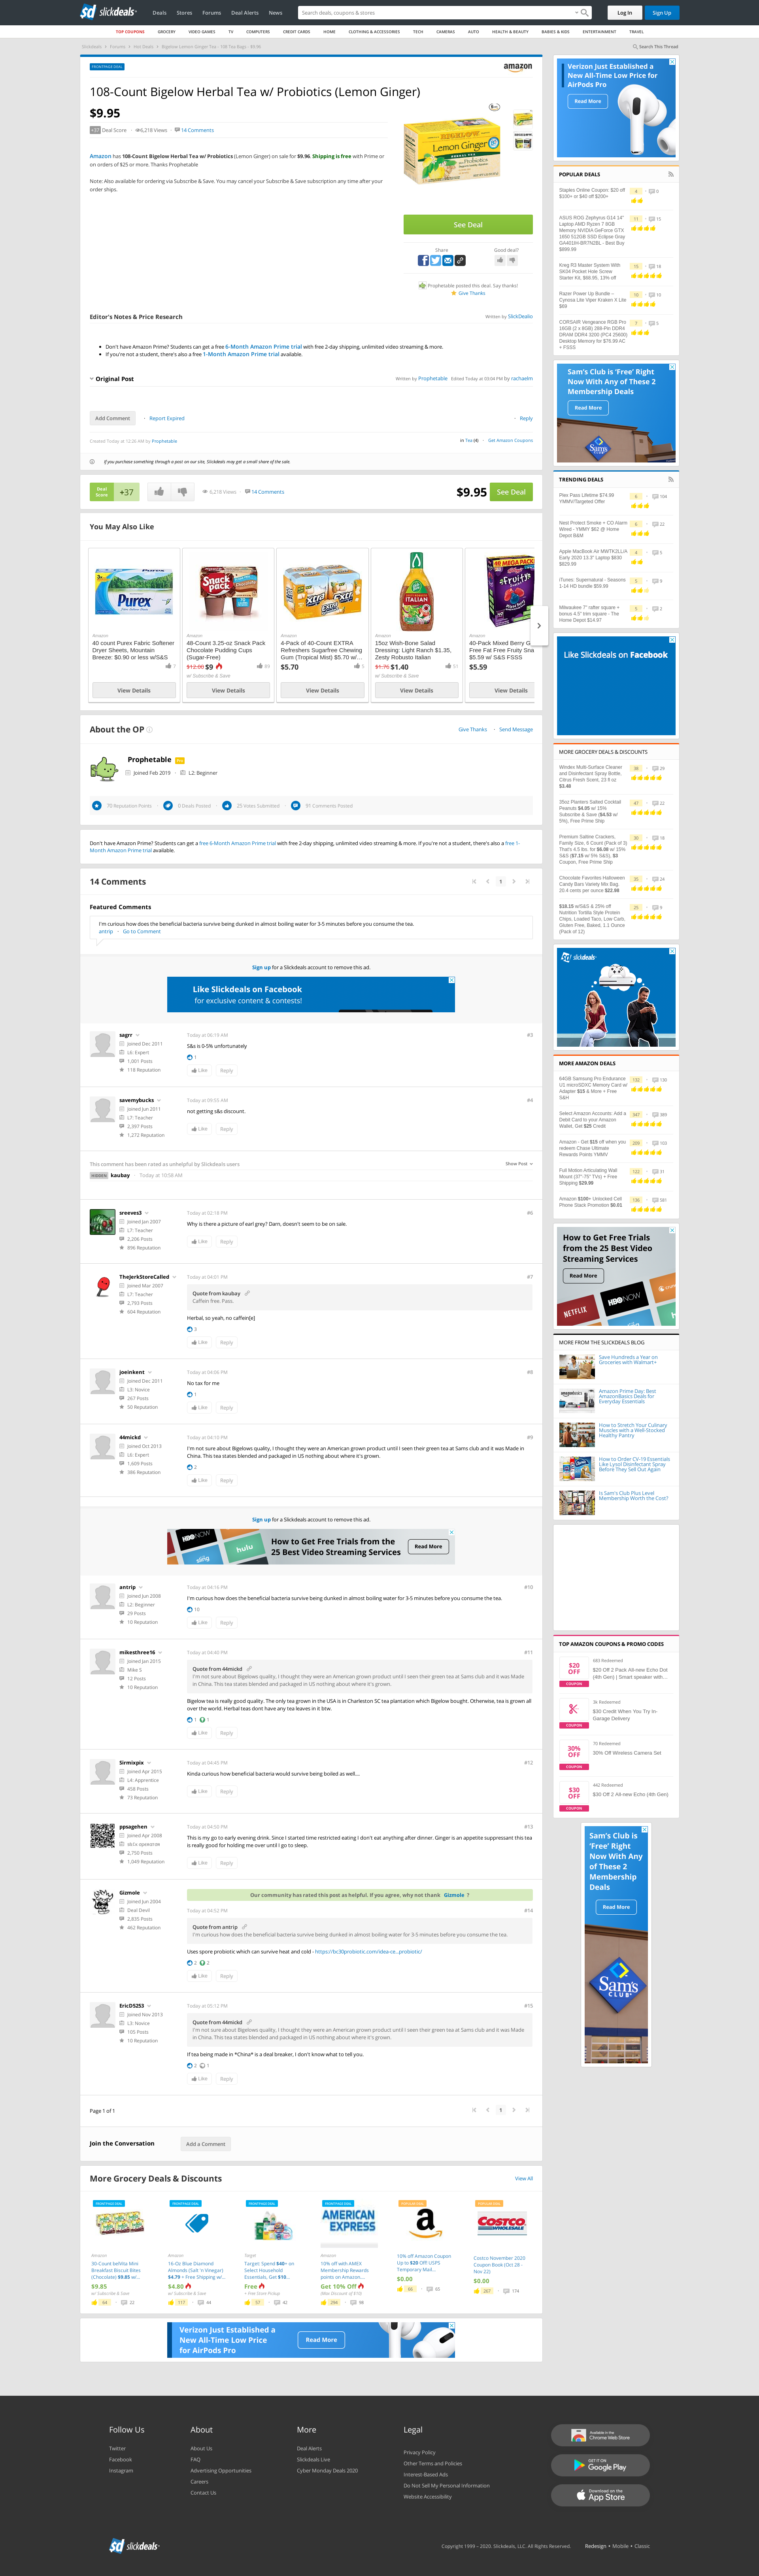 slickdeals
Deals Stores Forums Deal Alerts News
Search deals, coupons & stores
Log In Sign Up
TOP COUPONS GROCERY VIDEO GAMES TV COMPUTERS CREDIT CARDS HOME CLOTHING & ACCESSORIES TECH CAMERAS AUTO HEALTH & BEAUTY BABIES & KIDS ENTERTAINMENT TRAVEL
Slickdeals Forums Hot Deals Bigelow Lemon Ginger Tea - 108 Tea Bags - $9.96
Search This Thread
FRONTPAGE DEAL
amazon
108-Count Bigelow Herbal Tea w/ Probiotics (Lemon Ginger)
$9.95
+37 Deal Score 6,218 Views 14 Comments
Amazon has 108-Count Bigelow Herbal Tea w/ Probiotics (Lemon Ginger) on sale for $9.96. Shipping is free with Prime or
on orders of $25 or more. Thanks Prophetable
Note: Also available for ordering via Subscribe & Save. You may cancel your Subscribe & Save subscription any time after your
order ships.
BIGELOW
Lemon Ginger
Probiotics
See Deal
Share
Good deal?
Prophetable posted this deal. Say thanks!
Give Thanks
Editor's Notes & Price Research
Written by SlickDealio
Don't have Amazon Prime? Students can get a free 6-Month Amazon Prime trial with free 2-day shipping, unlimited video streaming & more.
If you're not a student, there's also a free 1-Month Amazon Prime trial available.
Original Post
Written by Prophetable Edited Today at 03:04 PM by rachaelm
Add Comment Report Expired Reply
Created Today at 12:26 AM by Prophetable
in Tea (4) Get Amazon Coupons
If you purchase something through a post on our site, Slickdeals may get a small share of the sale.
Deal Score +37
6,218 Views 14 Comments
$9.95 See Deal
You May Also Like
Amazon
40 count Purex Fabric Softener Dryer Sheets, Mountain Breeze: $0.90 or less w/S&S
7
View Details
Amazon
48-Count 3.25-oz Snack Pack Chocolate Pudding Cups (Sugar-Free)
$12.00 $9
w/ Subscribe & Save
View Details
Amazon
4-Pack of 40-Count EXTRA Refreshers Sugarfree Chewing Gum (Tropical Mist) $5.70 w/...
$5.70
View Details
Amazon
15oz Wish-Bone Salad Dressing: Light Ranch $1.35, Zesty Robusto Italian
$1.76 $1.40
w/ Subscribe & Save
View Details
Amazon
40-Pack Mixed Berry G
Free Fat Free Fruity Sna
$5.59 w/ S&S FSSS
$5.59
View Details
About the OP
Give Thanks Send Message
Prophetable
Joined Feb 2019 L2: Beginner
70 Reputation Points 0 Deals Posted 25 Votes Submitted 91 Comments Posted
Don't have Amazon Prime? Students can get a free 6-Month Amazon Prime trial with free 2-day shipping, unlimited video streaming & more. If you're not a student, there's also a free 1-
Month Amazon Prime trial available.
14 Comments
1
Featured Comments
I'm curious how does the beneficial bacteria survive being dunked in almost boiling water for 3-5 minutes before you consume the tea.
antrip Go to Comment
Sign up for a Slickdeals account to remove this ad.
Like Slickdeals on Facebook
for exclusive content & contests!
sagrr
Joined Dec 2011
L6: Expert
1,001 Posts
118 Reputation
Today at 08:19 AM
#3
S&s is 0-5% unfortunately
1
Like Reply
savemybucks
Joined Jun 2011
L7: Teacher
2,397 Posts
1,272 Reputation
Today at 09:55 AM
#4
not getting s&s discount.
Like Reply
This comment has been rated as unhelpful by Slickdeals users
Show Post
HIDDEN kaubay Today at 10:58 AM
sreeves3
Joined Jan 2007
L7: Teacher
2,206 Posts
896 Reputation
Today at 02:18 PM
#6
Why is there a picture of earl grey? Darn, doesn't seem to be on sale.
Like Reply
TheJerkStoreCalled
Joined Mar 2007
L7: Teacher
2,793 Posts
604 Reputation
Today at 04:01 PM
#7
Quote from kaubay
Caffein free. Pass.
Herbal, so yeah, no caffein[e]
3
Like Reply
joeinkent
Joined Dec 2011
L3: Novice
267 Posts
50 Reputation
Today at 04:06 PM
#8
No tax for me
1
Like Reply
44mickd
Joined Oct 2013
L6: Expert
1,609 Posts
386 Reputation
Today at 04:10 PM
#9
I'm not sure about Bigelows quality, I thought they were an American grown product until I seen their green tea at Sams club and it was Made in
China. This tea states blended and packaged in US nothing about where it's grown.
2
Like Reply
Sign up for a Slickdeals account to remove this ad.
HBO NOW
sling
hulu
How to Get Free Trials from the
25 Best Video Streaming Services
Read More
antrip
Joined Jun 2008
L2: Beginner
29 Posts
10 Reputation
Today at 04:16 PM
#10
I'm curious how does the beneficial bacteria survive being dunked in almost boiling water for 3-5 minutes before you consume the tea.
10
Like Reply
mikesthree16
Joined Jan 2015
Mike S
12 Posts
10 Reputation
Today at 04:40 PM
#11
Quote from 44mickd
I'm not sure about Bigelows quality, I thought they were an American grown product until I seen their green tea at Sams club and it was Made
in China. This tea states blended and packaged in US nothing about where it's grown.
Bigelow tea is really good quality. The only tea grown in the USA is in Charleston SC tea plantation which Bigelow bought. Otherwise, tea is grown all
over the world. Herbal teas dont have any tea leaves in it btw.
1 1
Like Reply
Sirmixpix
Joined Apr 2015
L4: Apprentice
458 Posts
73 Reputation
Today at 04:45 PM
#12
Kinda curious how beneficial bacteria would survive being boiled as well....
Like Reply
ppsagehen
Joined Apr 2008
2,750 Posts
1,049 Reputation
Today at 04:50 PM
#13
This is my go to early evening drink. Since I started time restricted eating I don't eat anything after dinner. Ginger is an appetite suppressant this tea
is really good for holding me over until I go to sleep.
Like Reply
Gizmole
Joined Jun 2004
Deal Devil
2,835 Posts
462 Reputation
Our community has rated this post as helpful. If you agree, why not thank Gizmole ?
Today at 04:52 PM
#14
Quote from antrip
I'm curious how does the beneficial bacteria survive being dunked in almost boiling water for 3-5 minutes before you consume the tea.
Uses spore probiotic which can survive heat and cold - https://bc30probiotic.com/idea-ce...probiotic/
2 2
Like Reply
EricD5253
Joined Nov 2013
L3: Novice
105 Posts
10 Reputation
Today at 05:12 PM
#15
Quote from 44mickd
I'm not sure about Bigelows quality, I thought they were an American grown product until I seen their green tea at Sams club and it was Made
in China. This tea states blended and packaged in US nothing about where it's grown.
If tea being made in *China* is a deal breaker, I don't know what to tell you.
3 1
Like Reply
Page 1 of 1
1
Join the Conversation Add a Comment
More Grocery Deals & Discounts View All
Amazon
30-Count belVita Mini Breakfast Biscuit Bites (Chocolate) $9.85 w/...
$9.85
w/ Subscribe & Save
64 22
Amazon
16-Oz Blue Diamond Almonds (Salt 'n Vinegar) $4.79 + Free Shipping w/...
$4.80
w/ Subscribe & Save
117 44
Target
Target: Spend $40+ on Select Household Essentials, Get $10...
Free
+ Free Store Pickup
57 42
AMERICAN EXPRESS
Amazon
10% off with AMEX Membership Rewards points on Amazon...
Get 10% Off
(Max Discount of $10)
294 98
10% off Amazon Coupon Up to $20 Off: USPS Temporary Mail...
$0.00
66 65
COSTCO WHOLESALE
Costco November 2020 Coupon Book (Oct 28 - Nov 22)
$0.00
267 174
Verizon Just Established a
New All-Time Low Price
for AirPods Pro
Read More
Verizon Just Established a
New All-Time Low Price for
AirPods Pro
Read More
POPULAR DEALS
Staples Online Coupon: $20 off $100+ or $40 off $200+
4 0
ASUS ROG Zephyrus G14 14" Laptop AMD Ryzen 7 8GB Memory NVIDIA GeForce GTX 1650 512GB SSD Eclipse Gray GA401IH-BR7N2BL - Best Buy $899.99
11 15
Kreg R3 Master System With SK04 Pocket Hole Screw Starter Kit, $68.95, 13% off
15 18
Razer Power Up Bundle – Cynosa Lite Viper Kraken X Lite $69
10 10
CORSAIR Vengeance RGB Pro 16GB (2 x 8GB) 288-Pin DDR4 DRAM DDR4 3200 (PC4 25600) Desktop Memory for $76.99 AC + FSSS
7 5
Sam's Club is 'Free' Right
Now With Any of These 2
Membership Deals
Read More
Sam's CLUB
TRENDING DEALS
Plex Pass Lifetime $74.99 YMMV/Targeted Offer
6 104
Nest Protect Smoke + CO Alarm Wired - YMMV $62 @ Home Depot B&M
6 22
Apple MacBook Air MWTK2LL/A Early 2020 13.3" Laptop $830 $829.99
4 5
iTunes: Supernatural - Seasons 1-14 HD bundle $59.99
5 9
Milwaukee 7" rafter square + bonus 4.5" trim square - The Home Depot $14.97
5 2
Like Slickdeals on Facebook
MORE GROCERY DEALS & DISCOUNTS
Windex Multi-Surface Cleaner and Disinfectant Spray Bottle, Citrus Fresh Scent, 23 fl oz $3.48
38 29
35oz Planters Salted Cocktail Peanuts $4.05 w/ 15% Subscribe & Save ($4.53 w/ 5%), Free Prime Ship
47 22
Premium Saltine Crackers, Family Size, 6 Count (Pack of 3) That's 4.5 lbs. for $6.08 w/ 15% S&S ($7.15 w/ 5% S&S), $3 Coupon, Free Prime Ship
30 18
Chocolate Favorites Halloween Candy Bars Variety Mix Bag, 20.4 cents per ounce $22.98
35 24
$16.15 w/S&S & 25% off Nutrition Tortilla Style Protein Chips, Loaded Taco, Low Carb, Gluten Free, Baked, 1.1 Ounce (Pack of 12)
25 9
slickdeals
MORE AMAZON DEALS
64GB Samsung Pro Endurance U1 microSDXC Memory Card w/ Adapter $15 & More + Free S&H
132 136
Select Amazon Accounts: Add a Debit Card to your Amazon Wallet, Get $25 Credit
347 389
Amazon - Get $15 off when you redeem Chase Ultimate Rewards Points YMMV
209 103
Full Motion Articulating Wall Mount (37"-75" TVs) + Free Shipping $29.99
122 31
Amazon $100+ Unlocked Cell Phone Slack Promotion $0.01
136 581
How to Get Free Trials
from the 25 Best Video
Streaming Services
Read More
NETFLIX
HBO NOW
MORE FROM THE SLICKDEALS BLOG
Save Hundreds a Year on Groceries with Walmart+
Amazon Prime Day: Best AmazonBasics Deals for Everyday Essentials
How to Stretch Your Culinary Muscles with a Well-Stocked Healthy Pantry
How to Order CV-19 Essentials Like Lysol Disinfectant Spray Before They Sell Out Again
Is Sam's Club Plus Level Membership Worth the Cost?
TOP AMAZON COUPONS & PROMO CODES
$20 OFF COUPON
683 Redeemed
$20 Off 2 Pack All-new Echo Dot (4th Gen) | Smart speaker with...
COUPON
3k Redeemed
$30 Credit When You Try In-Garage Delivery
30% OFF COUPON
70 Redeemed
30% Off Wireless Camera Set
$30 OFF COUPON
442 Redeemed
$30 Off 2 All-new Echo (4th Gen)
Sam's Club is
'Free' Right
Now With Any
of These 2
Membership
Deals
Read More
Sam's CLUB
Follow Us
Twitter
Facebook
Instagram
About
About Us
FAQ
Advertising Opportunities
Careers
Contact Us
More
Deal Alerts
Slickdeals Live
Cyber Monday Deals 2020
Legal
Privacy Policy
Other Terms and Policies
Interest-Based Ads
Do Not Sell My Personal Information
Website Accessibility
Available in the Chrome Web Store
GET IT ON Google Play
Download on the App Store
slickdeals
Copyright 1999 - 2020. Slickdeals, LLC. All Rights Reserved.
Redesign • Mobile • Classic